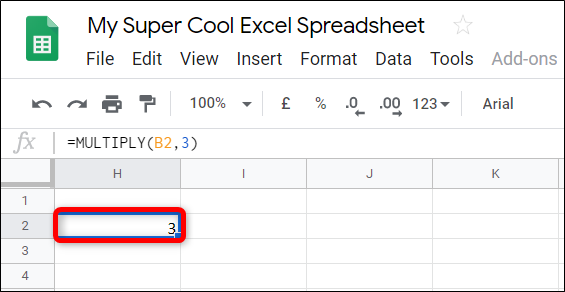 My Super Cool Excel Spreadsheet
File Edit View Insert Format Data Tools Add-ons
100% £ % .0 .00 123 Arial
fx =MULTIPLY(B2,3)
H I J K
1
2 3
3
4